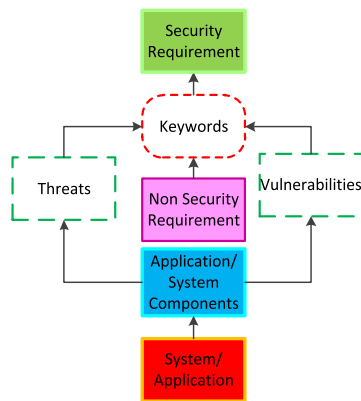 Security
Requirement
Keywords
Threats
Vulnerabilities
Non Security
Requirement
Application/
System
Components
System/
Application